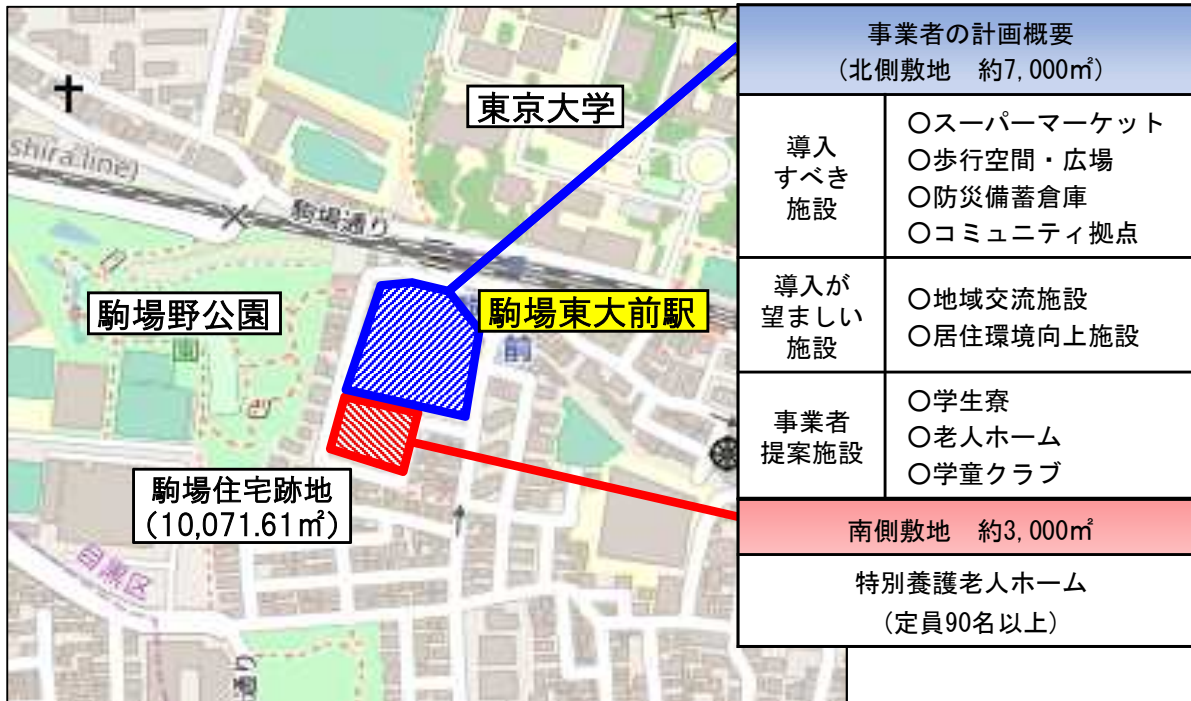 東京大学
shira line)
駒場通り
駒場野公園
駒場東大前駅
前
駒場住宅跡地
(10,071.61㎡)
目黒区
通り
事業者の計画概要
(北側敷地　約7,000㎡)
導入
すべき
施設
○スーパーマーケット
○歩行空間・広場
○防災備蓄倉庫
○コミュニティ拠点
導入が
望ましい
施設
○地域交流施設
○居住環境向上施設
事業者
提案施設
○学生寮
○老人ホーム
○学童クラブ
南側敷地　約3,000㎡
特別養護老人ホーム
(定員90名以上)